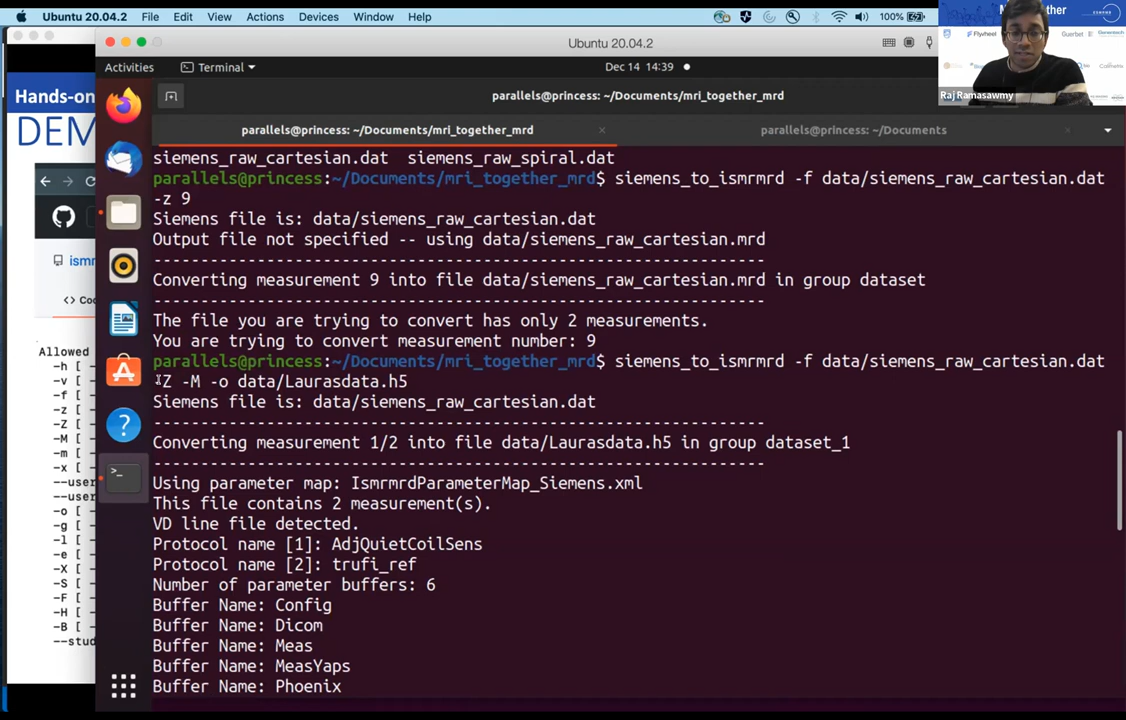 Ubuntu 20.04.2 File Edit View Actions Devices Window Help 100%
Ubuntu 20.04.2
Activities Terminal Dec 14 14:39
parallels@princess: ~/Documents/mri_together_mrd
parallels@princess: ~/Documents/mri_together_mrd × parallels@princess: ~/Documents
siemens_raw_cartesian.dat siemens_raw_spiral.dat
parallels@princess:~/Documents/mri_together_mrd$ siemens_to_ismrmrd -f data/siemens_raw_cartesian.dat
-z 9
Siemens file is: data/siemens_raw_cartesian.dat
Output file not specified -- using data/siemens_raw_cartesian.mrd
Converting measurement 9 into file data/siemens_raw_cartesian.mrd in group dataset
The file you are trying to convert has only 2 measurements.
You are trying to convert measurement number: 9
parallels@princess:~/Documents/mri_together_mrd$ siemens_to_ismrmrd -f data/siemens_raw_cartesian.dat
-Z -M -o data/Laurasdata.h5
Siemens file is: data/siemens_raw_cartesian.dat
Converting measurement 1/2 into file data/Laurasdata.h5 in group dataset_1
Using parameter map: IsmrmrdParameterMap_Siemens.xml
This file contains 2 measurement(s).
VD line file detected.
Protocol name [1]: AdjQuietCoilSens
Protocol name [2]: trufi_ref
Number of parameter buffers: 6
Buffer Name: Config
Buffer Name: Dicom
Buffer Name: Meas
Buffer Name: MeasYaps
Buffer Name: Phoenix
Hands-on
DEM
ismr
<> Cod
Allowed
-h [
-v [
-f [
-z [
-Z [
-M [
-m [
-x [
--use
--use
-o [
-g [
-l [
-e [
-X [
-S [
-F [
-H [
-B [
--stud
Flywheel
Guerbet
Raj Ramasawmy